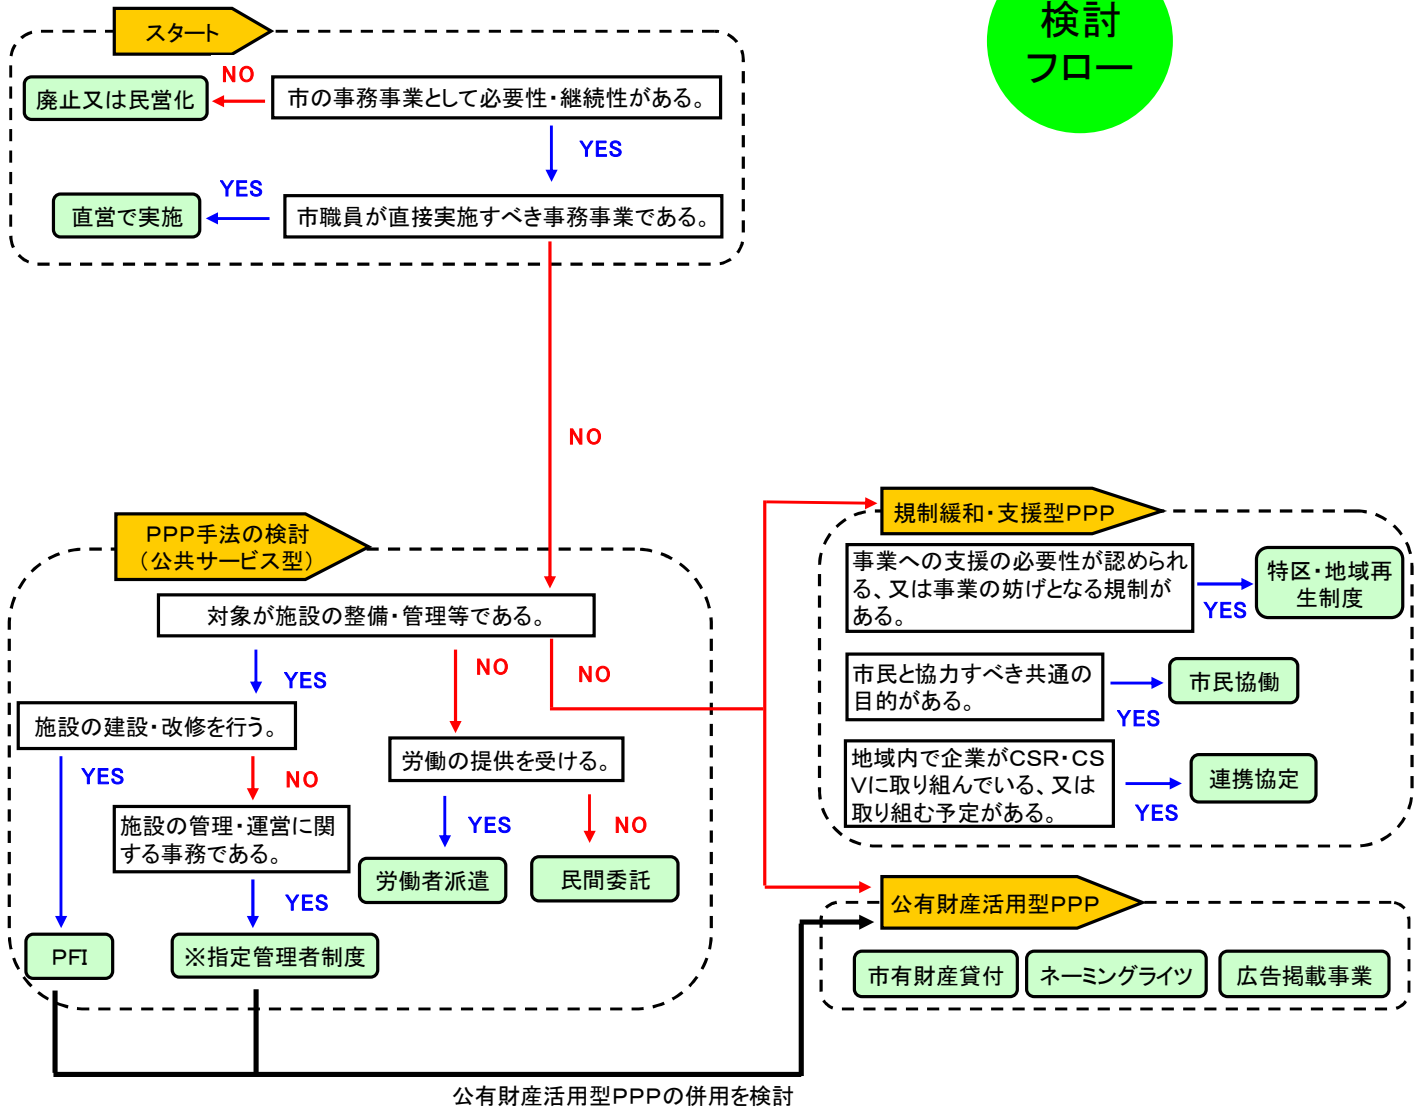 検討
フロー
スタート
NO
廃止又は民営化
市の事務事業として必要性・継続性がある。
YES
YES
直営で実施
市職員が直接実施すべき事務事業である。
NO
PPP手法の検討
（公共サービス型）
対象が施設の整備・管理等である。
YES
NO
NO
施設の建設・改修を行う。
YES
NO
労働の提供を受ける。
施設の管理・運営に関
する事務である。
YES
NO
労働者派遣
民間委託
YES
PFI
※指定管理者制度
規制緩和・支援型PPP
事業への支援の必要性が認められ
る、又は事業の妨げとなる規制が
ある。
YES
特区・地域再
生制度
市民と協力すべき共通の
目的がある。
YES
市民協働
地域内で企業がCSR・CS
Vに取り組んでいる、又は
取り組む予定がある。
YES
連携協定
公有財産活用型PPP
市有財産貸付
ネーミングライツ
広告掲載事業
公有財産活用型PPPの併用を検討